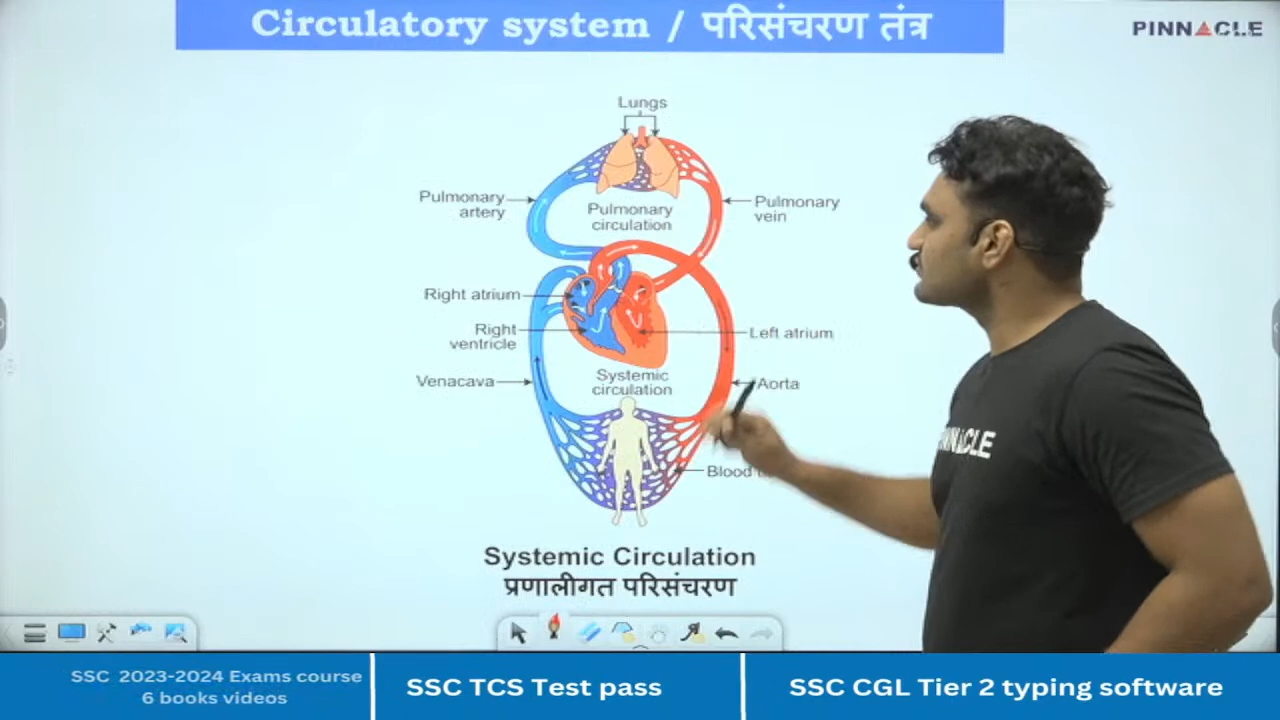 Circulatory system / परिसंचरण तंत्र
PINNACLE
Lungs
Pulmonary
artery
Pulmonary
circulation
Pulmonary
vein
Right atrium
Right
ventricle
Left atrium
Venacava
Systemic
circulation
Aorta
Blood
Systemic Circulation
प्रणालीगत परिसंचरण
SSC 2023-2024 Exams course
6 books videos
SSC TCS Test pass
SSC CGL Tier 2 typing software